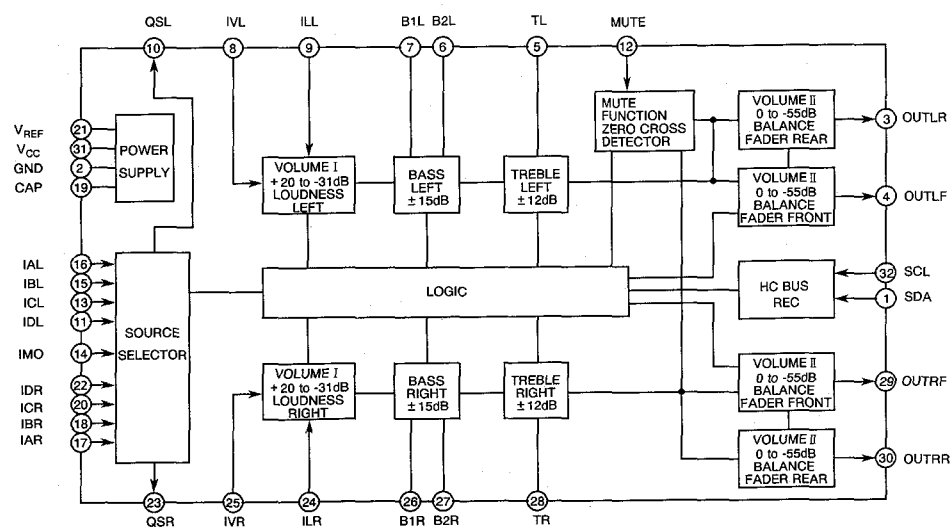 QSL IVL ILL B1L B2L TL MUTE
10 8 9 7 6 5 12
VREF 21
VCC 31
GND 2
CAP 19
POWER
SUPPLY
VOLUME I
+20 to -31dB
LOUDNESS
LEFT
BASS
LEFT
±15dB
TREBLE
LEFT
±12dB
MUTE
FUNCTION
ZERO CROSS
DETECTOR
VOLUME II
0 to -55dB
BALANCE
FADER REAR
3 OUTLR
VOLUME II
0 to -55dB
BALANCE
FADER FRONT
4 OUTLF
IAL 16
IBL 15
ICL 13
IDL 11
IMO 14
IDR 22
ICR 20
IBR 18
IAR 17
SOURCE
SELECTOR
LOGIC
HC BUS
REC
32 SCL
1 SDA
VOLUME I
+20 to -31dB
LOUDNESS
RIGHT
BASS
RIGHT
±15dB
TREBLE
RIGHT
±12dB
VOLUME II
0 to -55dB
BALANCE
FADER FRONT
29 OUTRF
VOLUME II
0 to -55dB
BALANCE
FADER REAR
30 OUTRR
23 25 24 26 27 28
QSR IVR ILR B1R B2R TR